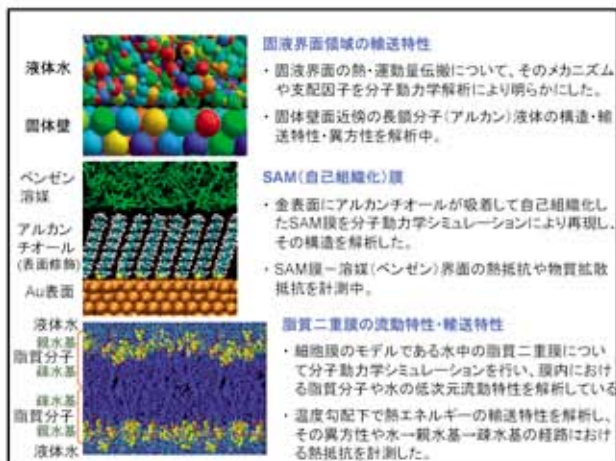 固液界面領域の輸送特性
液体水
・固液界面の熱・運動量伝搬について、そのメカニズム
や支配因子を分子動力学解析により明らかにした。
固体壁
・固体壁面近傍の長鎖分子(アルカン)液体の構造・輸
送特性・異方性を解析中。
ベンゼン
溶媒
SAM(自己組織化)膜
・金表面にアルカンチオールが吸着して自己組織化し
たSAM膜を分子動力学シミュレーションにより再現し、
その構造を解析した。
アルカン
チオール
(表面修飾)
・SAM膜-溶媒(ベンゼン)界面の熱抵抗や物質拡散
抵抗を計測中。
Au表面
液体水
親水基
脂質分子
疎水基
疎水基
脂質分子
親水基
液体水
脂質二重膜の流動特性・輸送特性
・細胞膜のモデルである水中の脂質二重膜につい
て分子動力学シミュレーションを行い、膜内におけ
る脂質分子や水の低次元流動特性を解析している
・温度勾配下で熱エネルギーの輸送特性を解析し、
その異方性や水→親水基→疎水基の経路におけ
る熱抵抗を計測した。